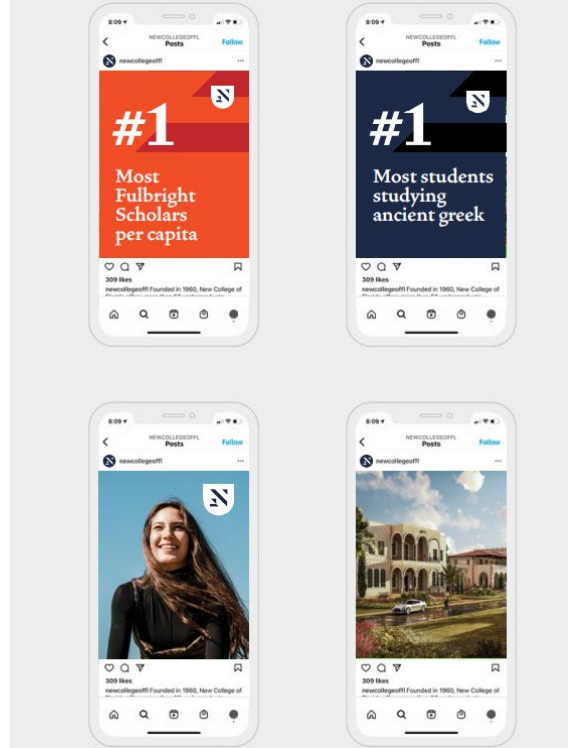 8:09
NEWCOLLEGEOFFL
Posts
Follow
newcollegeoffl
#1
Most
Fulbright
Scholars
per capita
309 likes
newcollegeoffl Founded in 1960, New College of
8:09
NEWCOLLEGEOFFL
Posts
Follow
newcollegeoffl
#1
Most students
studying
ancient greek
309 likes
newcollegeoffl Founded in 1960, New College of
8:09
NEWCOLLEGEOFFL
Posts
Follow
newcollegeoffl
309 likes
newcollegeoffl Founded in 1960, New College of
8:09
NEWCOLLEGEOFFL
Posts
Follow
newcollegeoffl
309 likes
newcollegeoffl Founded in 1960, New College of